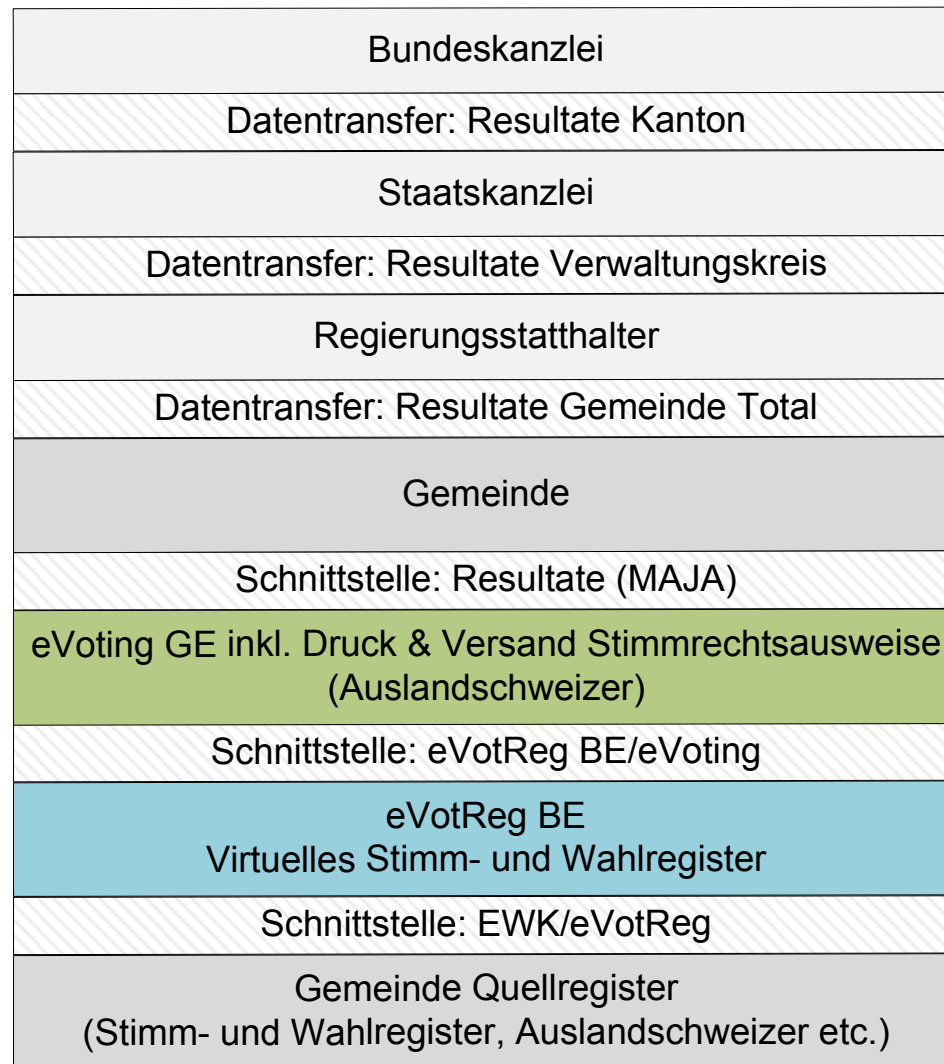 Bundeskanzlei
Datentransfer: Resultate Kanton
Staatskanzlei
Datentransfer: Resultate Verwaltungskreis
Regierungsstatthalter
Datentransfer: Resultate Gemeinde Total
Gemeinde
Schnittstelle: Resultate (MAJA)
eVoting GE inkl. Druck & Versand Stimmrechtsausweise
(Auslandschweizer)
Schnittstelle: eVotReg BE/eVoting
eVotReg BE
Virtuelles Stimm- und Wahlregister
Schnittstelle: EWK/eVotReg
Gemeinde Quellregister
(Stimm- und Wahlregister, Auslandschweizer etc.)